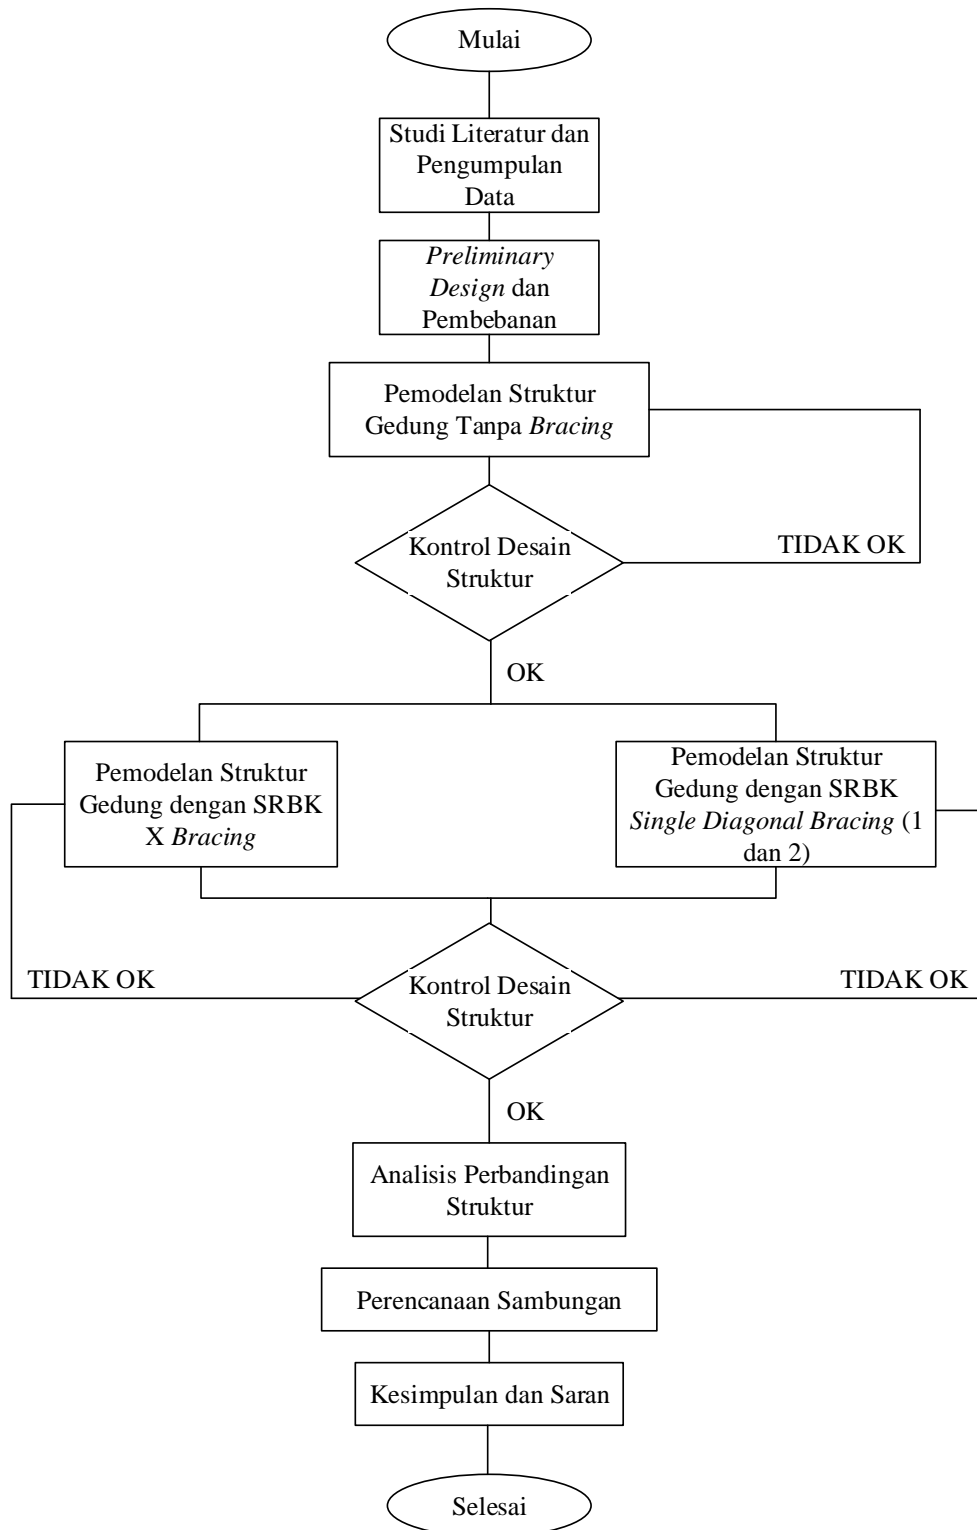 Mulai
Studi Literatur dan
Pengumpulan
Data
Preliminary
Design dan
Pembebanan
Pemodelan Struktur
Gedung Tanpa Bracing
Kontrol Desain
Struktur
TIDAK OK
OK
Pemodelan Struktur
Gedung dengan SRBK
X Bracing
Pemodelan Struktur
Gedung dengan SRBK
Single Diagonal Bracing (1
dan 2)
TIDAK OK
Kontrol Desain
Struktur
TIDAK OK
OK
Analisis Perbandingan
Struktur
Perencanaan Sambungan
Kesimpulan dan Saran
Selesai